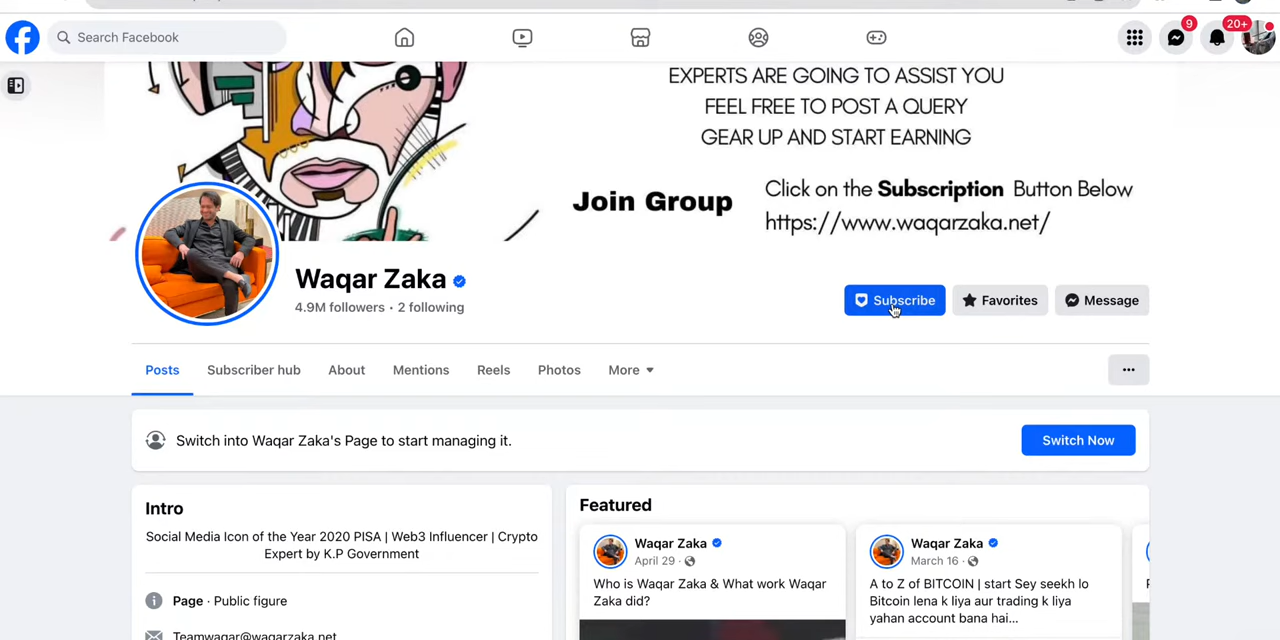 Search Facebook
9
20+
EXPERTS ARE GOING TO ASSIST YOU
FEEL FREE TO POST A QUERY
GEAR UP AND START EARNING
Join Group
Click on the Subscription Button Below
https://www.waqarzaka.net/
Waqar Zaka
4.9M followers • 2 following
Subscribe
Favorites
Message
Posts
Subscriber hub
About
Mentions
Reels
Photos
More
Switch into Waqar Zaka's Page to start managing it.
Switch Now
Intro
Social Media Icon of the Year 2020 PISA | Web3 Influencer | Crypto
Expert by K.P Government
Page · Public figure
Teamwaqar@waqarzaka.net
Featured
Waqar Zaka
April 29 ·
Who is Waqar Zaka & What work Waqar
Zaka did?
Waqar Zaka
March 16 ·
A to Z of BITCOIN | start Sey seekh lo
Bitcoin lena k liya aur trading k liya
yahan account bana hai...